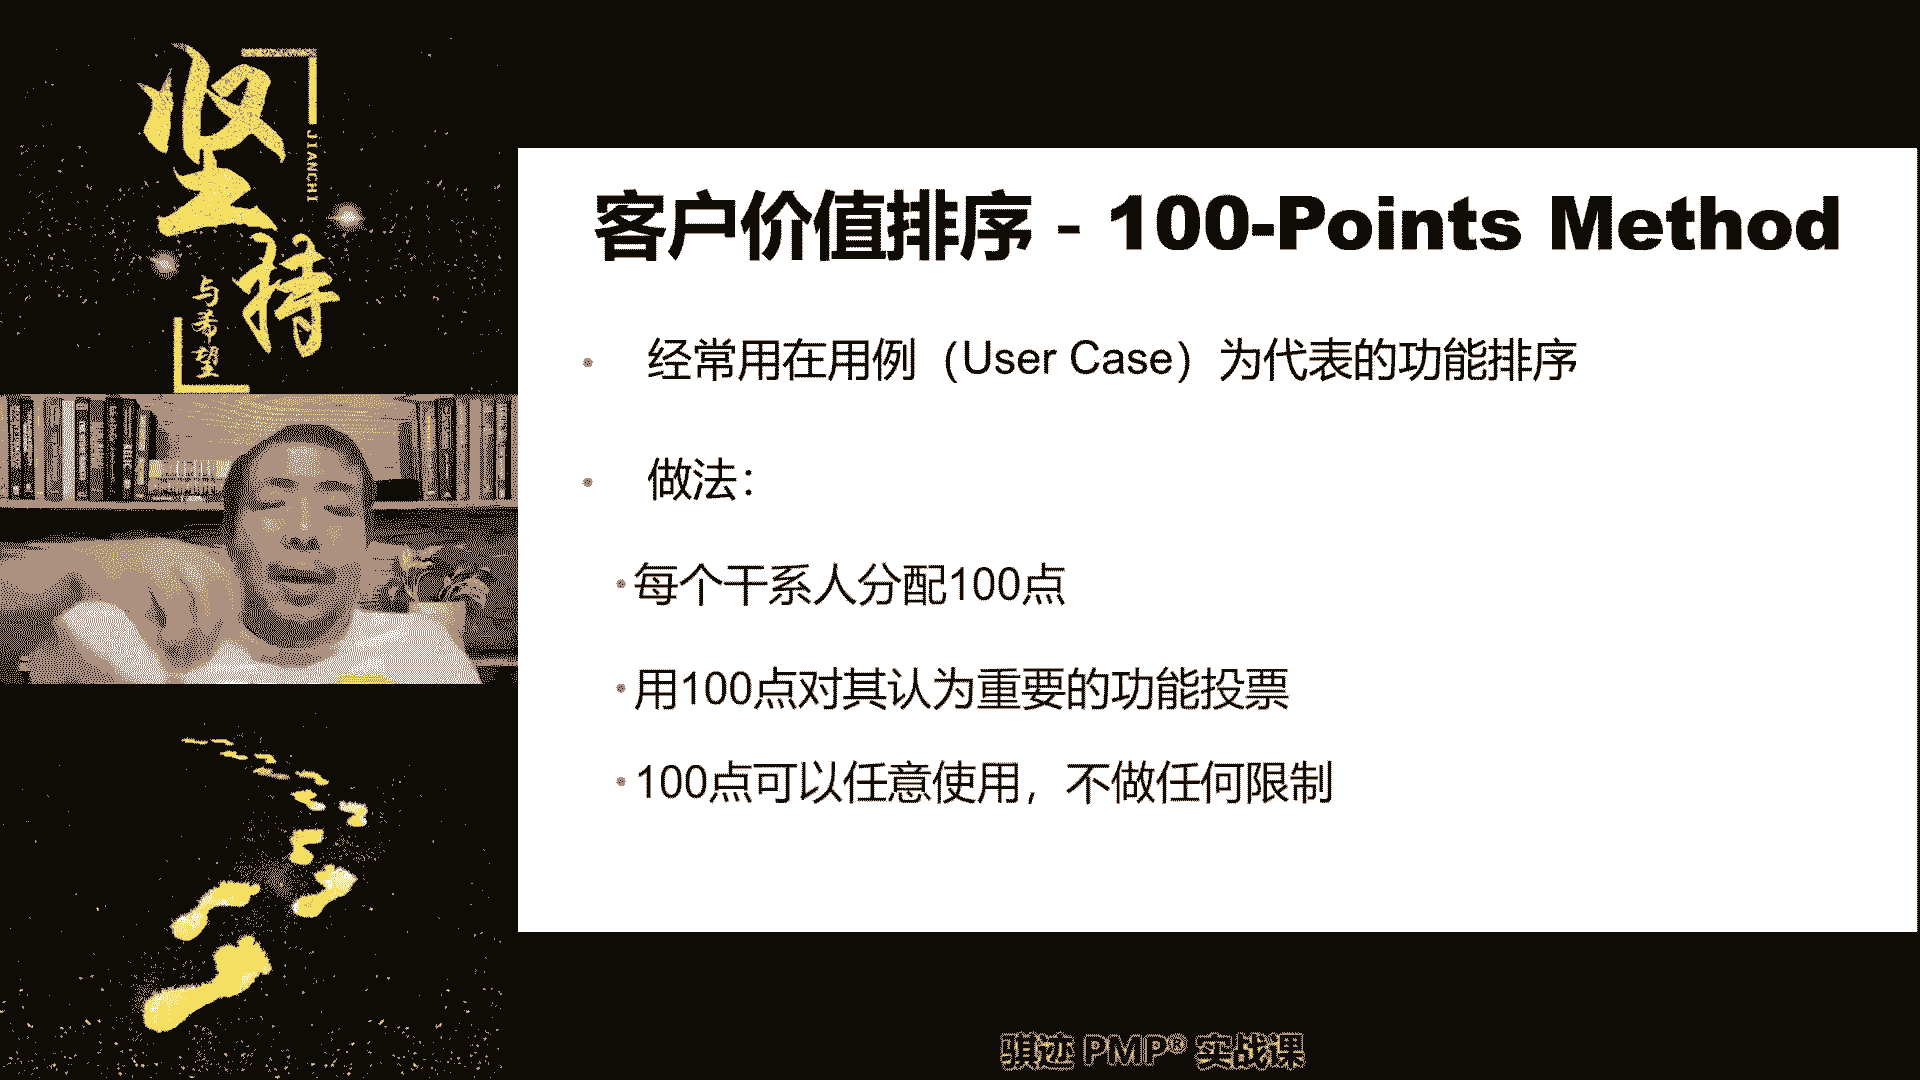 坚持
JIANCHI
与希望
客户价值排序 - 100-Points Method
• 经常用在用例（User Case）为代表的功能排序
• 做法：
• 每个干系人分配100点
• 用100点对其认为重要的功能投票
• 100点可以任意使用，不做任何限制
骐迹 PMP® 实战课